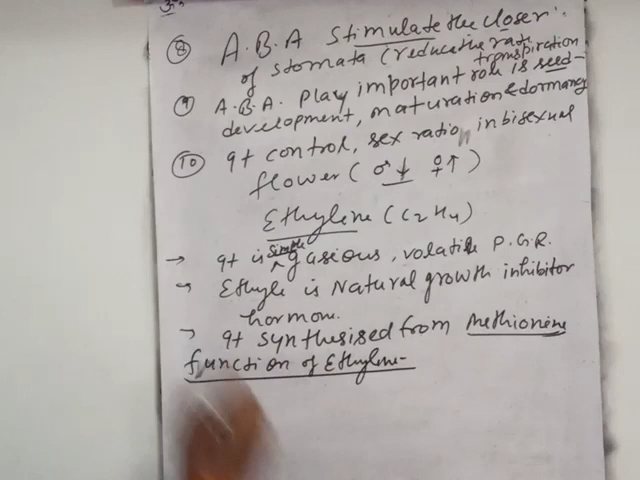 ⑧ A.B.A Stimulate the closer
of stomata (reduce the rate
transpiration
⑨ A.B.A. Play important role is seed-
development, maturation & dormancy
⑩ It control, sex ratio, in bisexual
flower (♂↓ ♀↑)
Ethylene (C2H4)
→ It is simple gasious, volatile P.G.R.
→ Ethyle is Natural growth inhibitor
hormone.
→ It synthesised from Methionine
function of Ethylene-